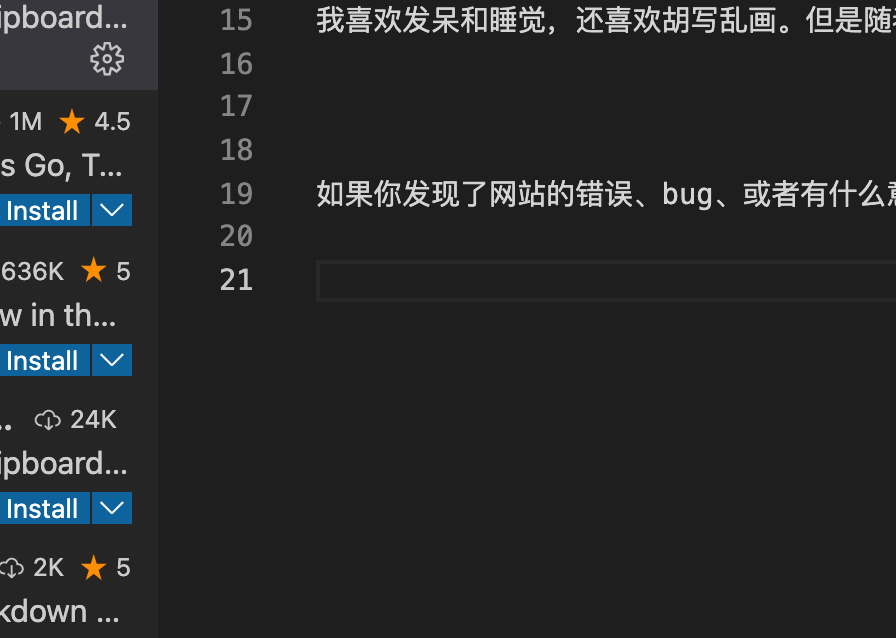 ipboard...
1M 4.5
s Go, T...
Install
636K 5
w in th...
Install
24K
ipboard...
Install
2K 5
kdown ...
15 我喜欢发呆和睡觉，还喜欢胡写乱画。但是随
16
17
18
19 如果你发现了网站的错误、bug、或者有什么意
20
21